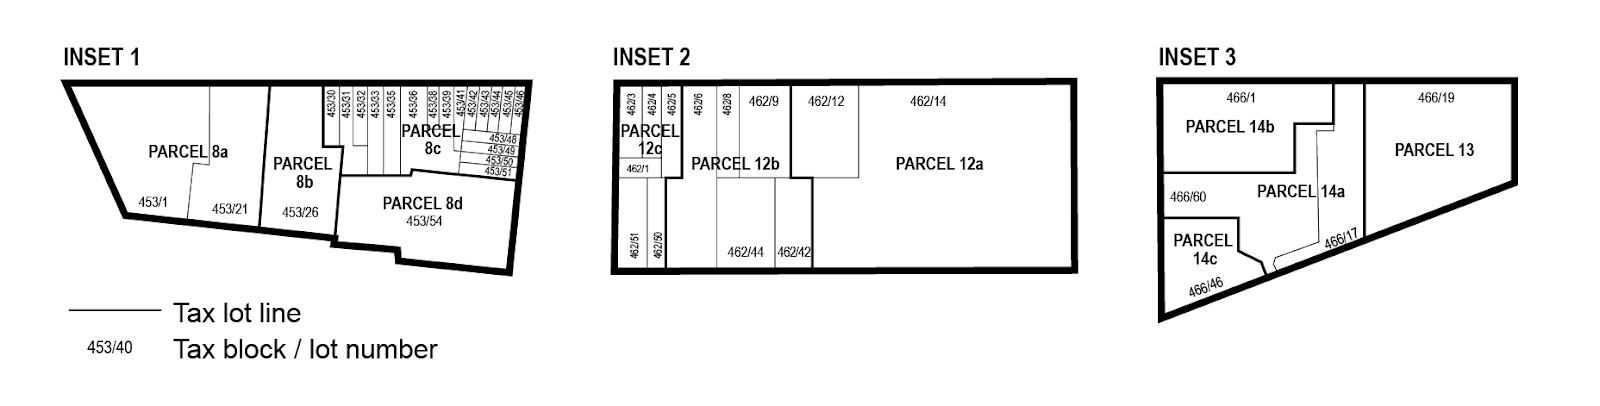 INSET 1
453/30
453/31
453/32
453/33
453/35
453/36
453/38
453/39
453/41
453/42
453/43
453/44
453/45
453/46
PARCEL 8a
PARCEL
8b
PARCEL
8c
453/48
453/49
453/50
453/51
453/1
453/21
453/26
PARCEL 8d
453/54
Tax lot line
453/40
Tax block / lot number
INSET 2
462/3
462/4
462/5
462/6
462/8
462/9
462/12
462/14
PARCEL
12c
462/1
PARCEL 12b
PARCEL 12a
462/51
462/50
462/44
462/42
INSET 3
466/1
466/19
PARCEL 14b
PARCEL 13
466/60
PARCEL 14a
PARCEL
14c
466/17
466/46